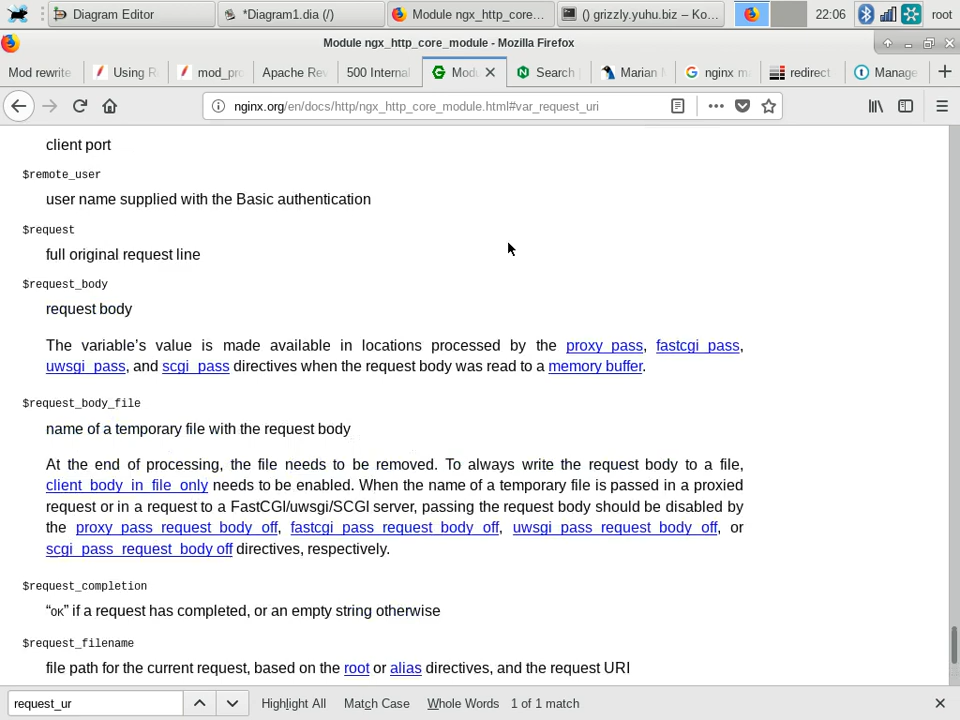 Diagram Editor
*Diagram1.dia (/)
Module ngx_http_core...
() grizzly.yuhu.biz – Ko...
22:06
root
Module ngx_http_core_module - Mozilla Firefox
Mod rewrite
Using R
mod_pro
Apache Rev
500 Internal
Modu
Search
Marian M
nginx m
redirect
Manage
nginx.org/en/docs/http/ngx_http_core_module.html#var_request_uri
client port
$remote_user
user name supplied with the Basic authentication
$request
full original request line
$request_body
request body
The variable’s value is made available in locations processed by the proxy_pass, fastcgi_pass,
uwsgi_pass, and scgi_pass directives when the request body was read to a memory buffer.
$request_body_file
name of a temporary file with the request body
At the end of processing, the file needs to be removed. To always write the request body to a file,
client_body_in_file_only needs to be enabled. When the name of a temporary file is passed in a proxied
request or in a request to a FastCGI/uwsgi/SCGI server, passing the request body should be disabled by
the proxy_pass_request_body off, fastcgi_pass_request_body off, uwsgi_pass_request_body off, or
scgi_pass_request_body off directives, respectively.
$request_completion
“OK” if a request has completed, or an empty string otherwise
$request_filename
file path for the current request, based on the root or alias directives, and the request URI
request_ur
Highlight All
Match Case
Whole Words
1 of 1 match